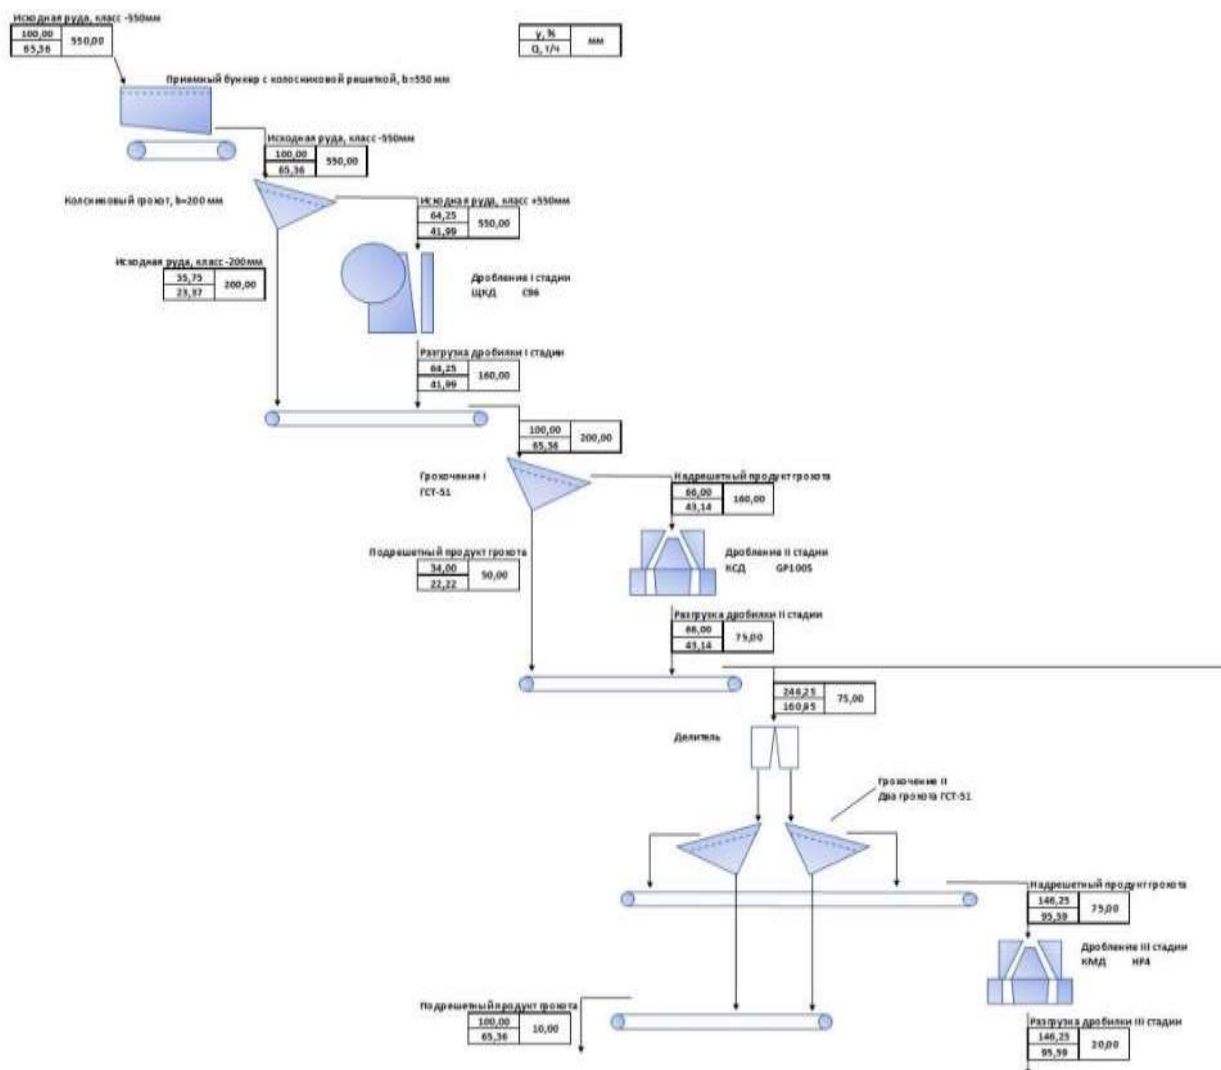 Исходная руда, класс -550мм
100,00
65,36
550,00
γ, %
Q, т/ч
мм
Приемный бункер с колосниковой решеткой, b=550 мм
Исходная руда, класс -550мм
100,00
65,36
550,00
Колсниковый грохот, b=200 мм
Исходная руда, класс +550мм
64,25
41,99
550,00
Исходная руда, класс -200мм
35,75
23,37
200,00
Дробление I стадии
ЩКД CB6
Разгрузка дробилки I стадии
64,25
41,99
160,00
100,00
65,36
200,00
Грохочение I
ГСТ-51
Надрешетный продукт грохота
66,00
43,14
160,00
Подрешетный продукт грохота
34,00
22,22
50,00
Дробление II стадии
КСД GP100S
Разгрузка дробилки II стадии
66,00
43,14
75,00
246,25
160,95
75,00
Делитель
Грохочение II
Два грохота ГСТ-51
Надрешетный продукт грохота
146,25
95,59
75,00
Дробление III стадии
КМД HP4
Подрешетный продукт грохота
100,00
65,36
10,00
Разгрузка дробилки III стадии
146,25
95,59
20,00